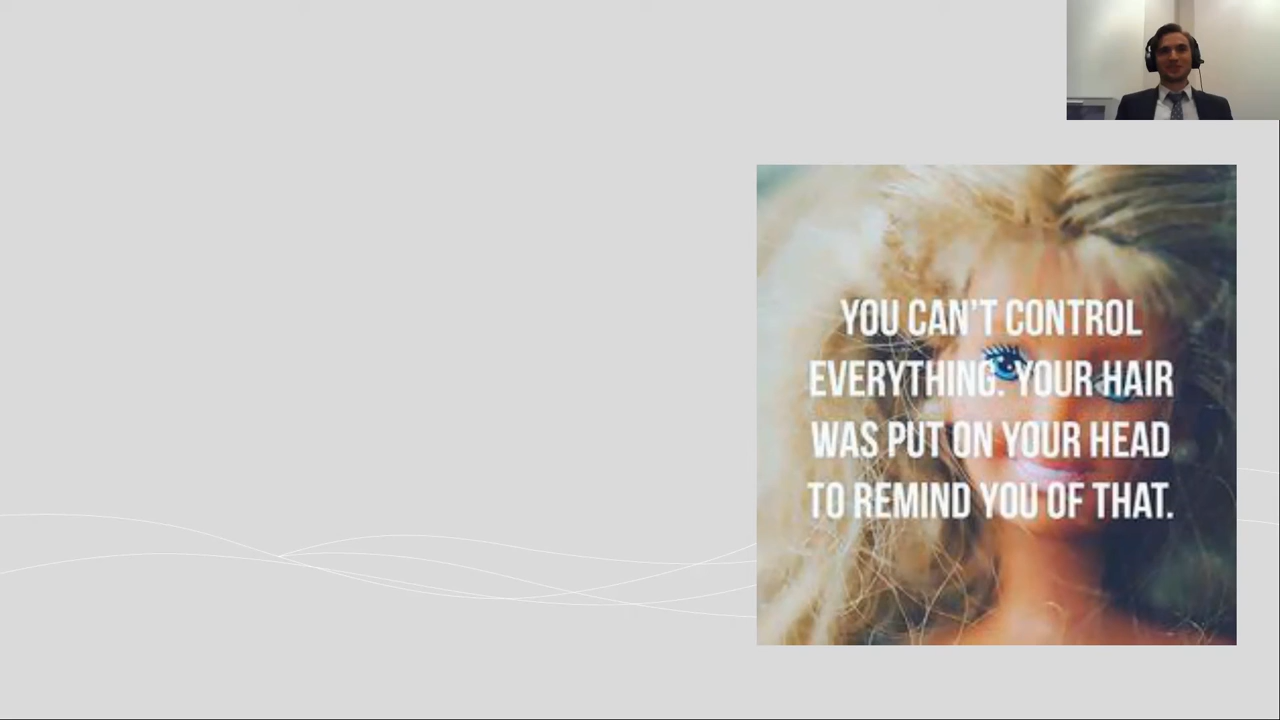 YOU CAN'T CONTROL
EVERYTHING. YOUR HAIR
WAS PUT ON YOUR HEAD
TO REMIND YOU OF THAT.